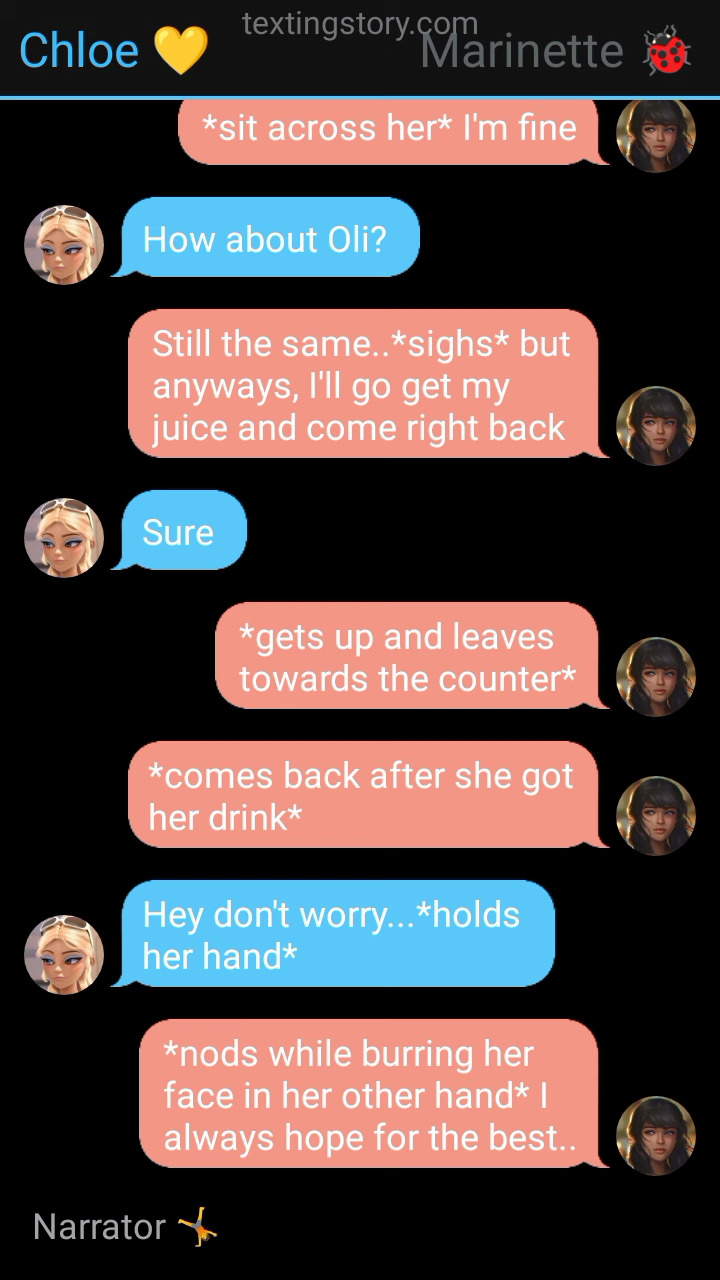 textingstory.com
Chloe 💛 Marinette 🐞
*sit across her* I'm fine
How about Oli?
Still the same..*sighs* but
anyways, I'll go get my
juice and come right back
Sure
*gets up and leaves
towards the counter*
*comes back after she got
her drink*
Hey don't worry...*holds
her hand*
*nods while burring her
face in her other hand* I
always hope for the best..
Narrator 🤸